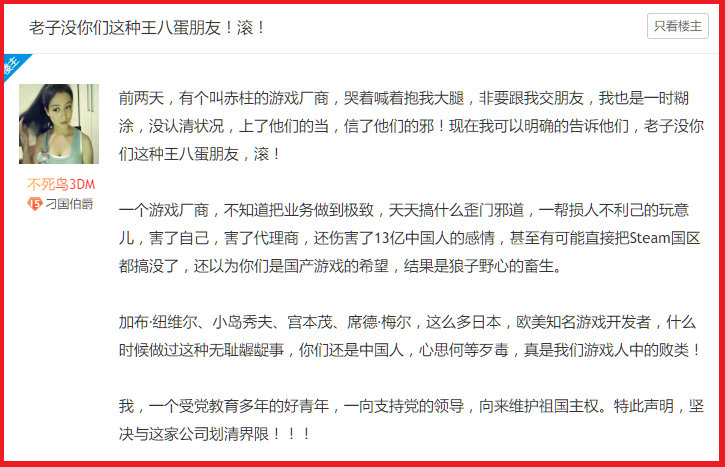 老子没你们这种王八蛋朋友！滚！
只看楼主
楼主
前两天，有个叫赤柱的游戏厂商，哭着喊着抱我大腿，非要跟我交朋友，我也是一时糊
涂，没认清状况，上了他们的当，信了他们的邪！现在我可以明确的告诉他们，老子没你
们这种王八蛋朋友，滚！
不死鸟3DM
15 刁国伯爵
一个游戏厂商，不知道把业务做到极致，天天搞什么歪门邪道，一帮损人不利己的玩意
儿，害了自己，害了代理商，还伤害了13亿中国人的感情，甚至有可能直接把Steam国区
都搞没了，还以为你们是国产游戏的希望，结果是狼子野心的畜生。
加布·纽维尔、小岛秀夫、宫本茂、席德·梅尔，这么多日本，欧美知名游戏开发者，什么
时候做过这种无耻龌龊事，你们还是中国人，心思何等歹毒，真是我们游戏人中的败类！
我，一个受党教育多年的好青年，一向支持党的领导，向来维护祖国主权。特此声明，坚
决与这家公司划清界限！！！